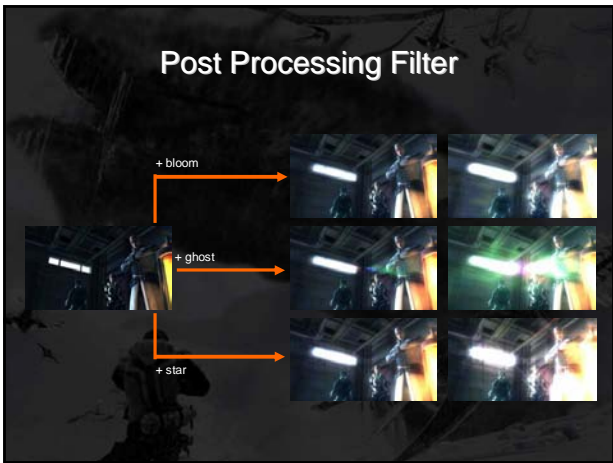 Post Processing Filter
+ bloom
+ ghost
+ star